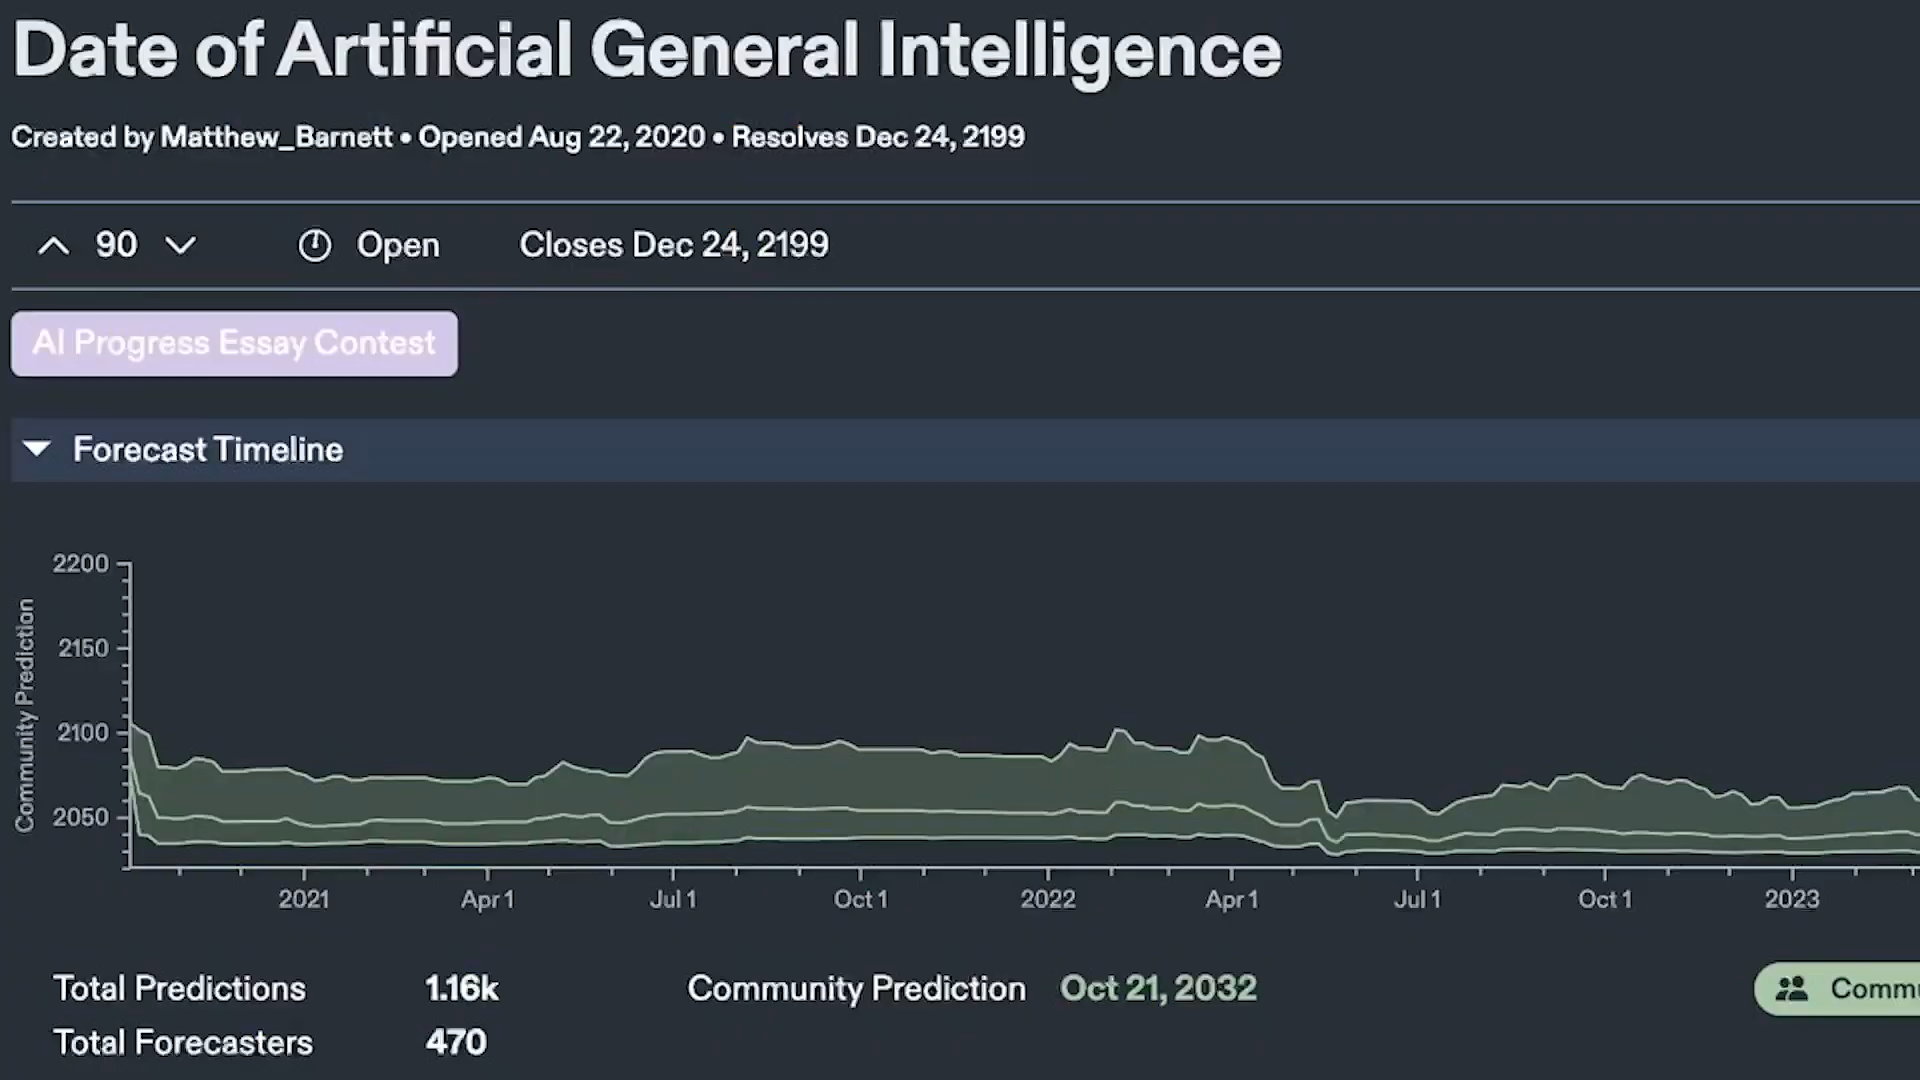 Date of Artificial General Intelligence
Created by Matthew_Barnett • Opened Aug 22, 2020 • Resolves Dec 24, 2199
90 Open Closes Dec 24, 2199
AI Progress Essay Contest
Forecast Timeline
Community Prediction
2200
2150
2100
2050
2021 Apr 1 Jul 1 Oct 1 2022 Apr 1 Jul 1 Oct 1 2023
Total Predictions 1.16k Community Prediction Oct 21, 2032 Commu
Total Forecasters 470